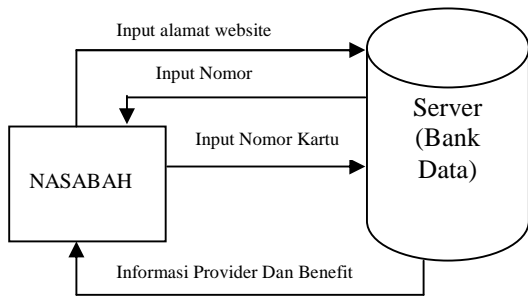 Input alamat website
Input Nomor
Input Nomor Kartu
NASABAH
Server
(Bank
Data)
Informasi Provider Dan Benefit